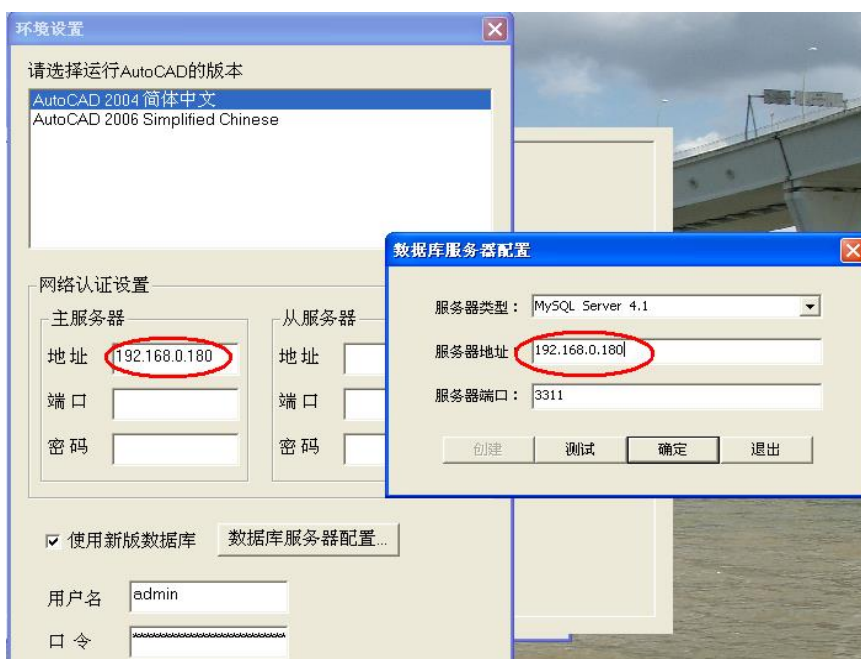 环境设置
请选择运行AutoCAD的版本
AutoCAD 2004 简体中文
AutoCAD 2006 Simplified Chinese
网络认证设置
主服务器
地址 192.168.0.180
端口
密码
从服务器
地址
端口
密码
使用新版数据库
数据库服务器配置...
用户名 admin
口令 ****************************
数据库服务器配置
服务器类型： MySQL Server 4.1
服务器地址 192.168.0.180
服务器端口： 3311
创建 测试 确定 退出